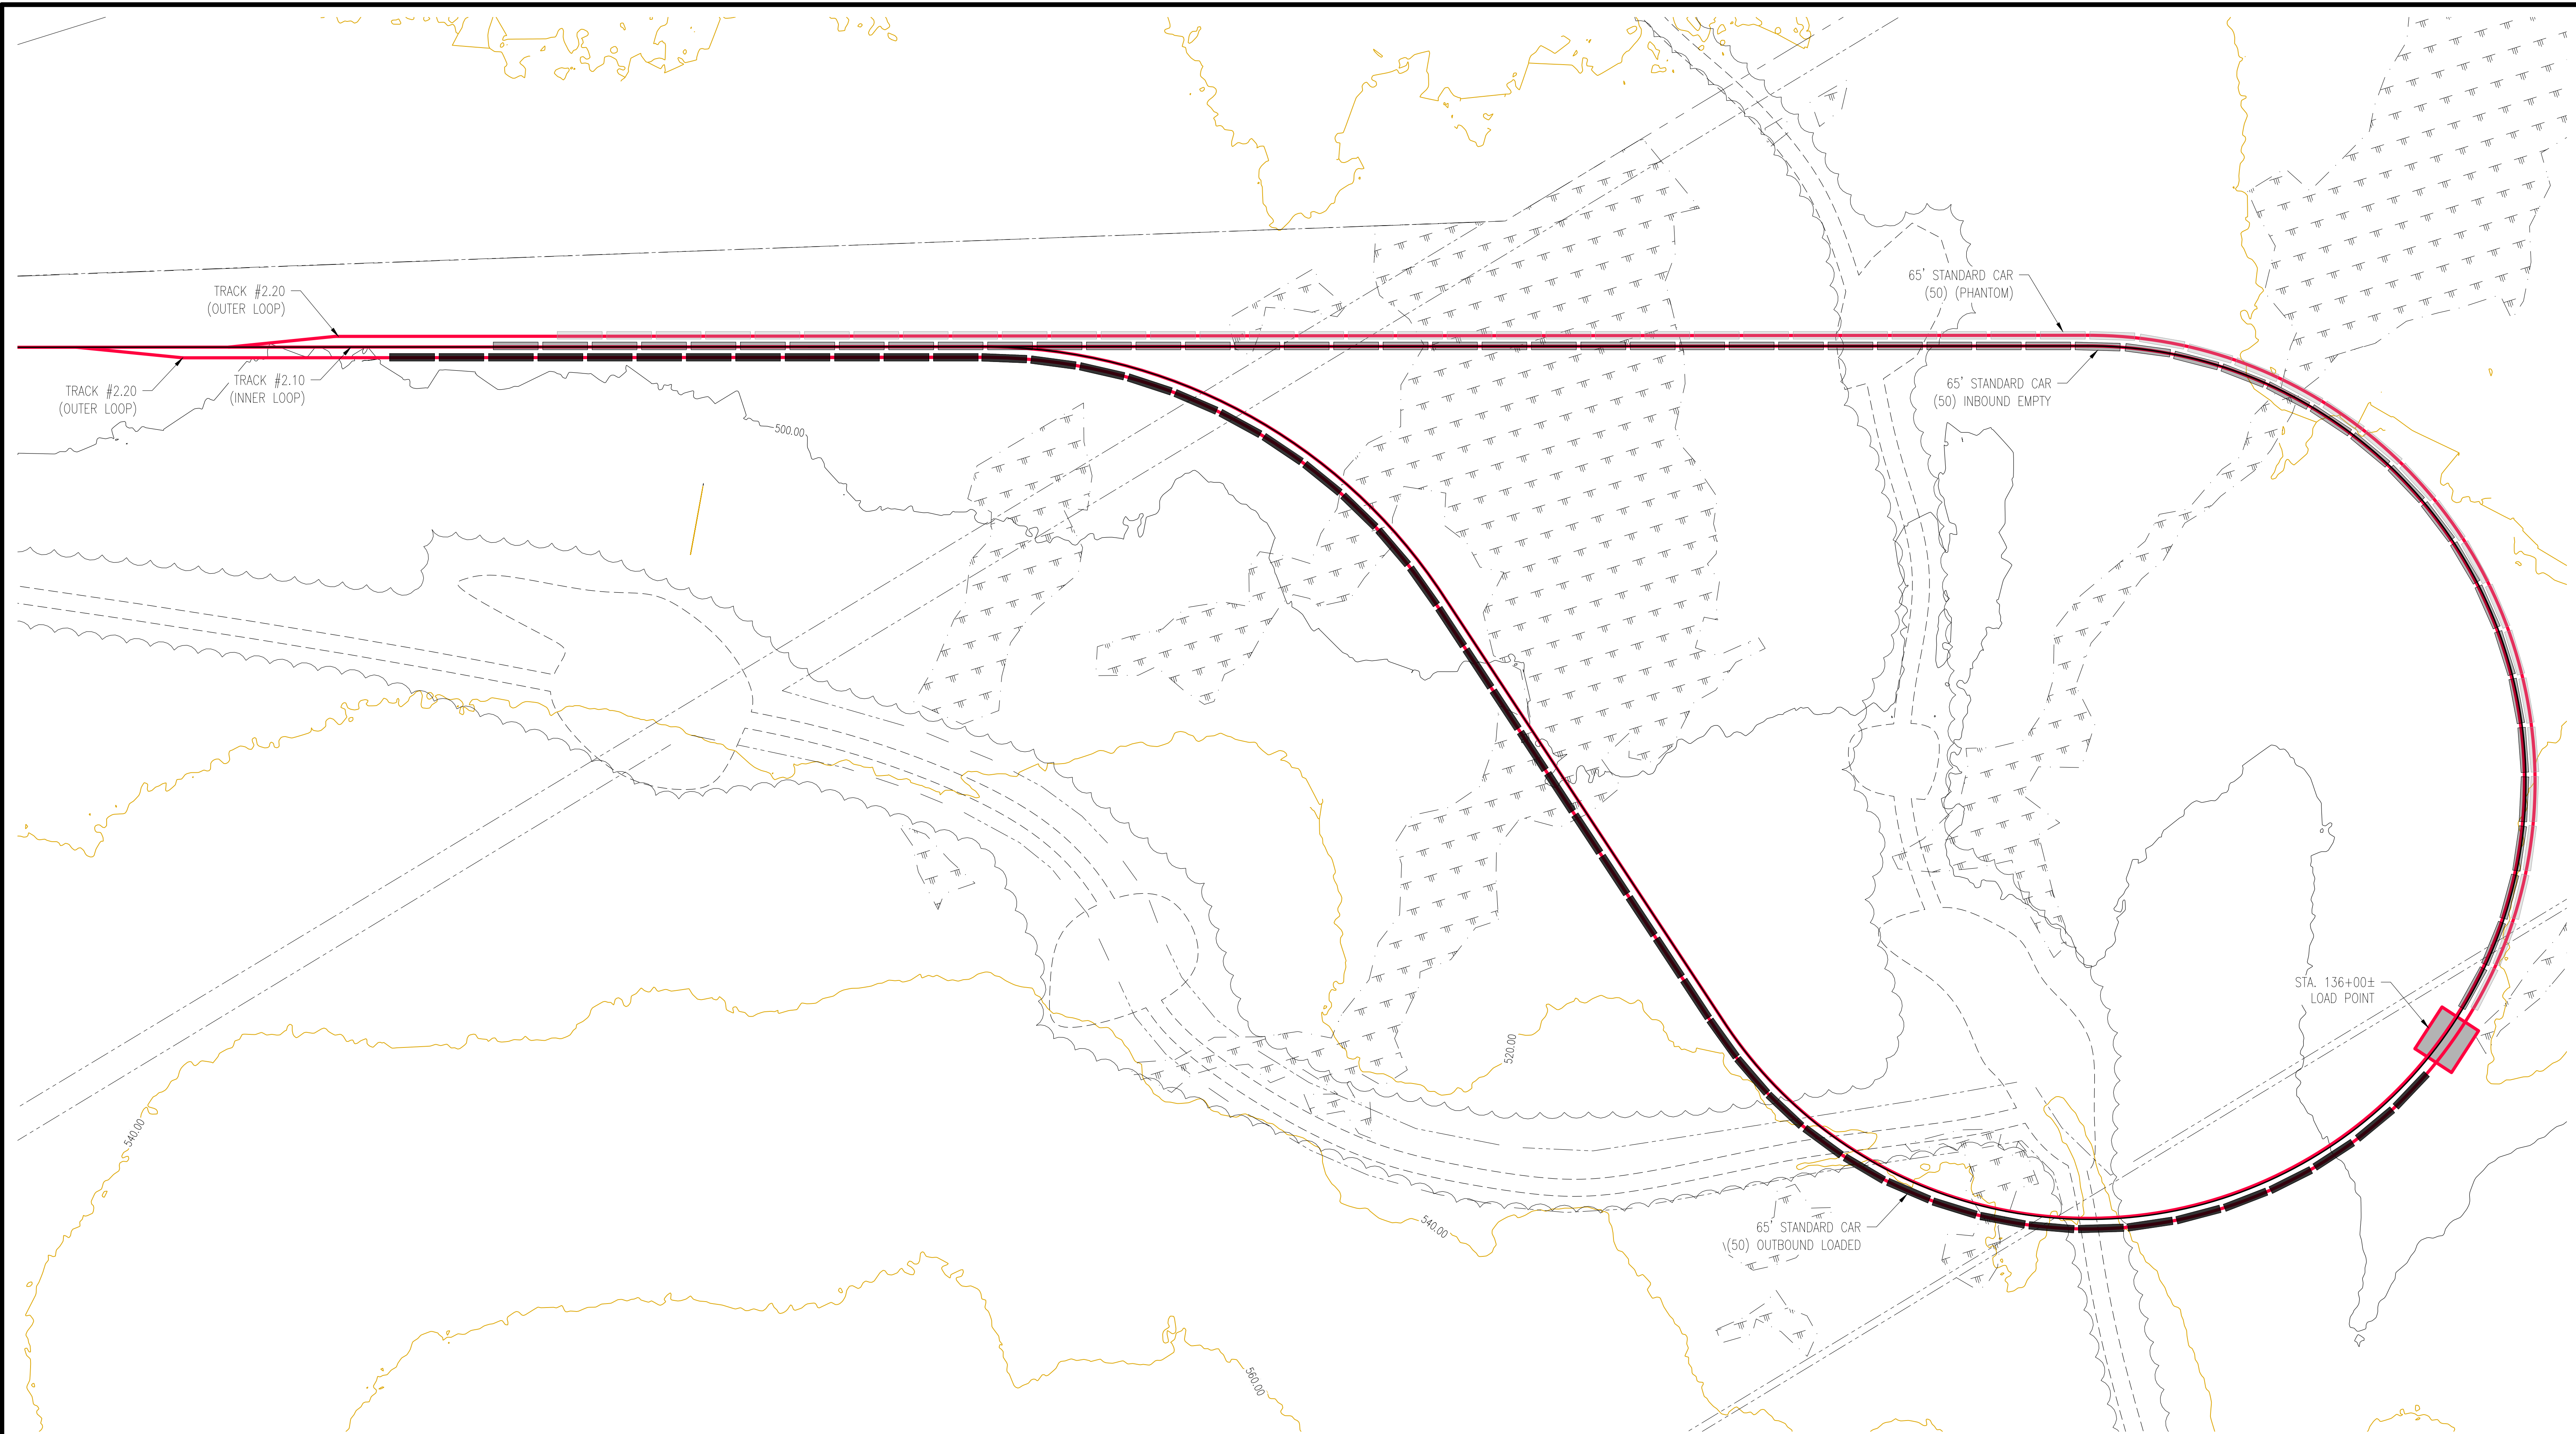 65' STANDARD CAR
(50) (PHANTOM)
TRACK #2.20
(OUTER LOOP)
TRACK #2.10
(INNER LOOP)
TRACK #2.20
(OUTER LOOP)
65' STANDARD CAR
(50) INBOUND EMPTY
500.00
STA. 136+00±
LOAD POINT
520.00
540.00
540.00
65' STANDARD CAR
(50) OUTBOUND LOADED
560.00